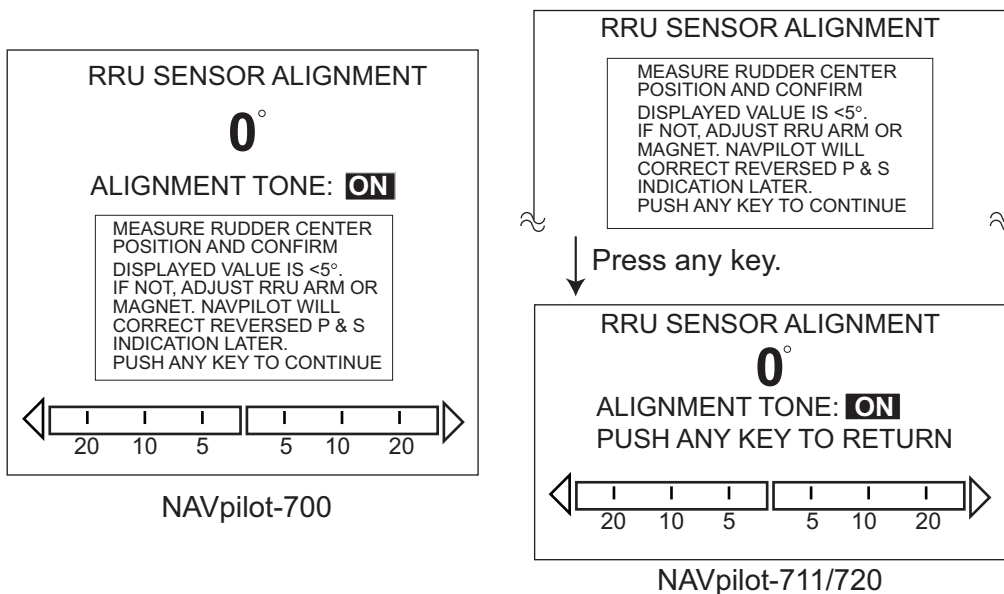 RRU SENSOR ALIGNMENT
0°
ALIGNMENT TONE: ON
MEASURE RUDDER CENTER
POSITION AND CONFIRM
DISPLAYED VALUE IS <5°.
IF NOT, ADJUST RRU ARM OR
MAGNET. NAVPILOT WILL
CORRECT REVERSED P & S
INDICATION LATER.
PUSH ANY KEY TO CONTINUE
20 10 5 5 10 20
NAVpilot-700
RRU SENSOR ALIGNMENT
MEASURE RUDDER CENTER
POSITION AND CONFIRM
DISPLAYED VALUE IS <5°.
IF NOT, ADJUST RRU ARM OR
MAGNET. NAVPILOT WILL
CORRECT REVERSED P & S
INDICATION LATER.
PUSH ANY KEY TO CONTINUE
Press any key.
RRU SENSOR ALIGNMENT
0°
ALIGNMENT TONE: ON
PUSH ANY KEY TO RETURN
20 10 5 5 10 20
NAVpilot-711/720